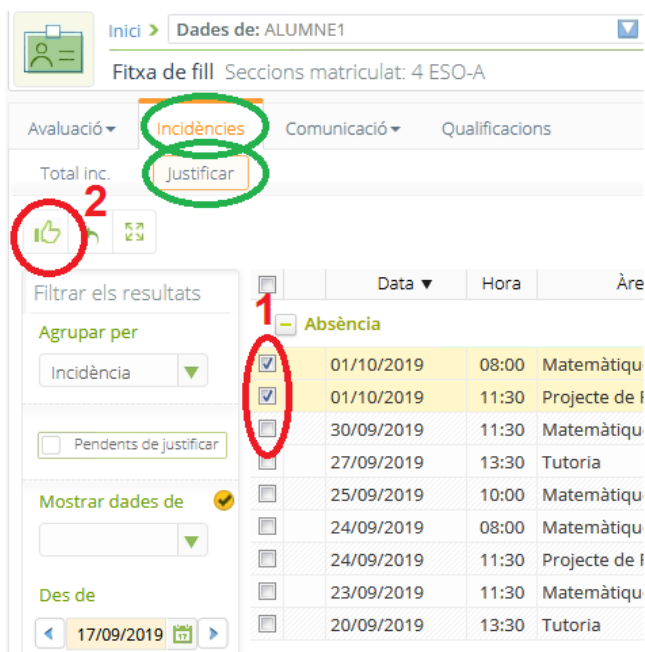 Inici > Dades de: ALUMNE1
Fitxa de fill Seccions matriculat: 4 ESO-A
Avaluació Incidències Comunicació Qualificacions
Total inc. Justificar
2
Filtrar els resultats
Agrupar per
Incidència
Pendents de justificar
Mostrar dades de
Des de
17/09/2019
Data ▼ Hora Àre
1
Absència
01/10/2019 08:00 Matemàtiqu
01/10/2019 11:30 Projecte de
30/09/2019 11:30 Matemàtiqu
27/09/2019 13:30 Tutoria
25/09/2019 10:00 Matemàtiqu
24/09/2019 08:00 Matemàtiqu
24/09/2019 11:30 Projecte de
23/09/2019 11:30 Matemàtiqu
20/09/2019 13:30 Tutoria